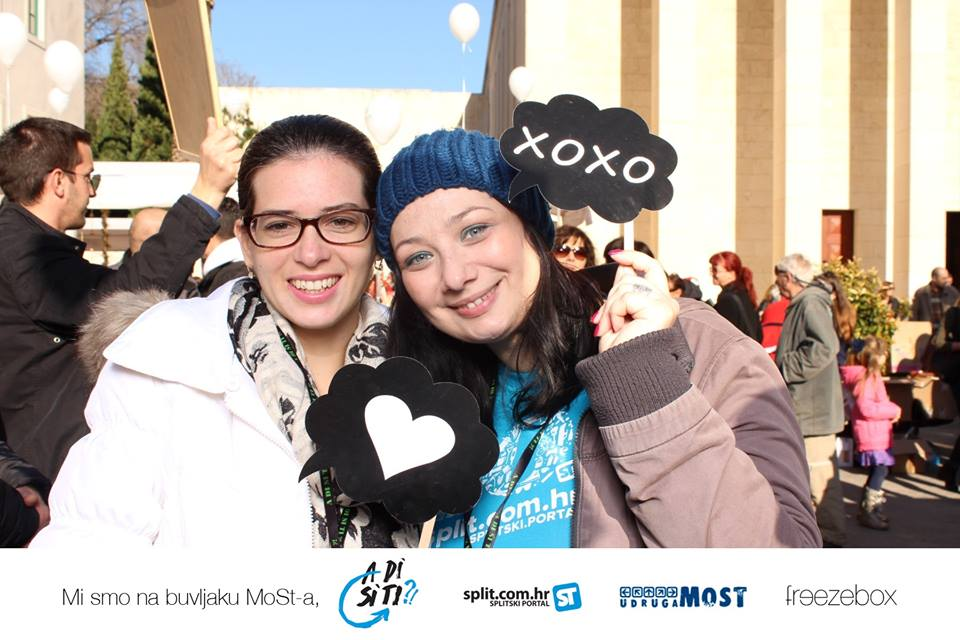 xoxo
split.com.hr
SPLITSKI.PORTAL
Mi smo na buvljaku MoSt-a,
A DI SI TI?!
split.com.hr
SPLITSKI PORTAL ST
UDRUGA MOST
freezebox